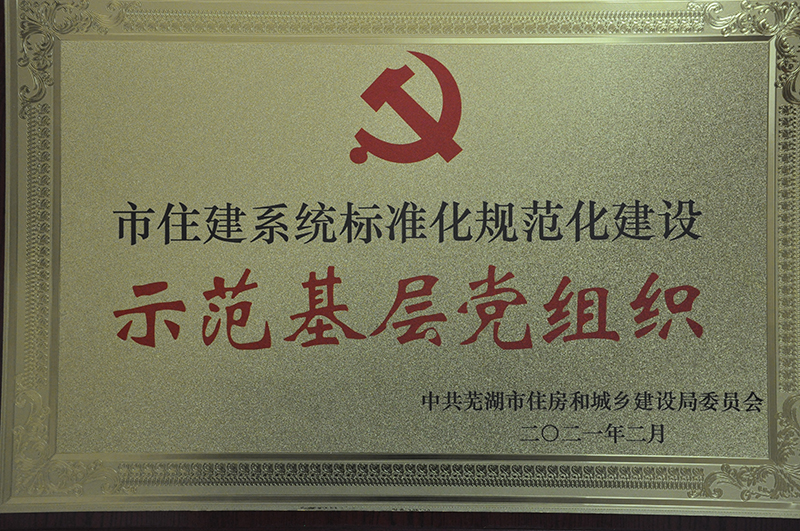 市住建系统标准化规范化建设
示范基层党组织
中共芜湖市住房和城乡建设局委员会
二〇二一年二月